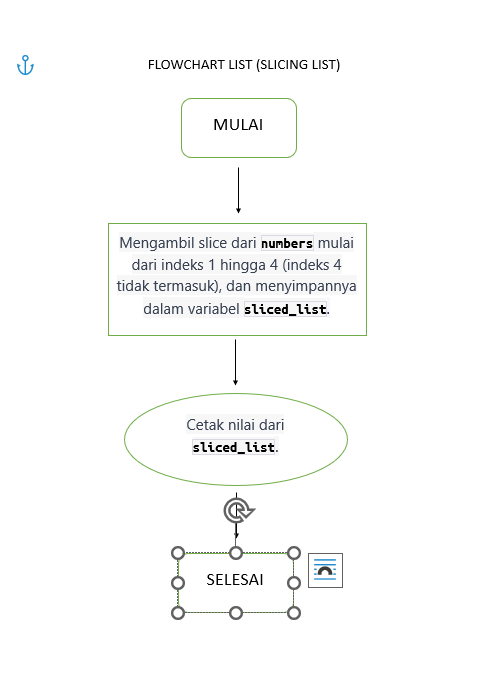 FLOWCHART LIST (SLICING LIST)
MULAI
Mengambil slice dari numbers mulai
dari indeks 1 hingga 4 (indeks 4
tidak termasuk), dan menyimpannya
dalam variabel sliced_list.
Cetak nilai dari
sliced_list.
SELESAI